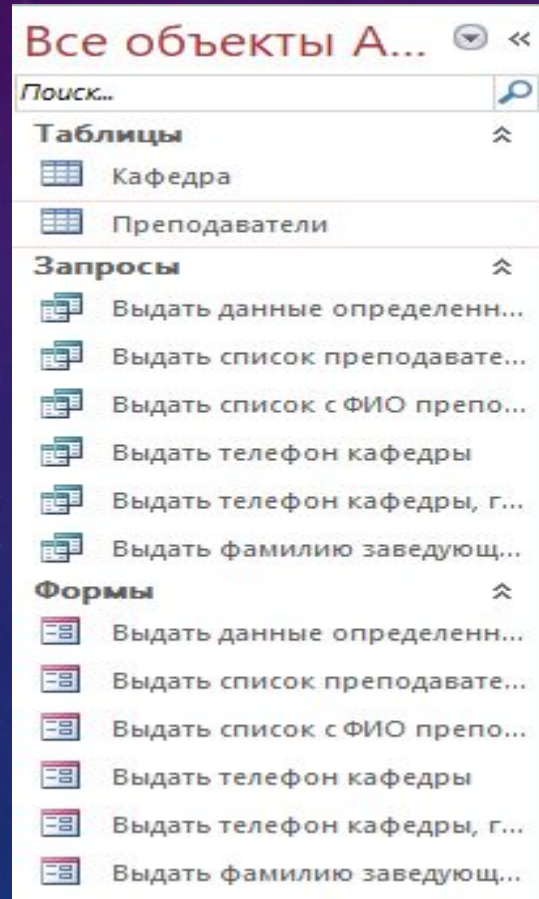 Все объекты A...
Поиск...
Таблицы
Кафедра
Преподаватели
Запросы
Выдать данные определенн...
Выдать список преподавате...
Выдать список с ФИО препо...
Выдать телефон кафедры
Выдать телефон кафедры, г...
Выдать фамилию заведующ...
Формы
Выдать данные определенн...
Выдать список преподавате...
Выдать список с ФИО препо...
Выдать телефон кафедры
Выдать телефон кафедры, г...
Выдать фамилию заведующ...